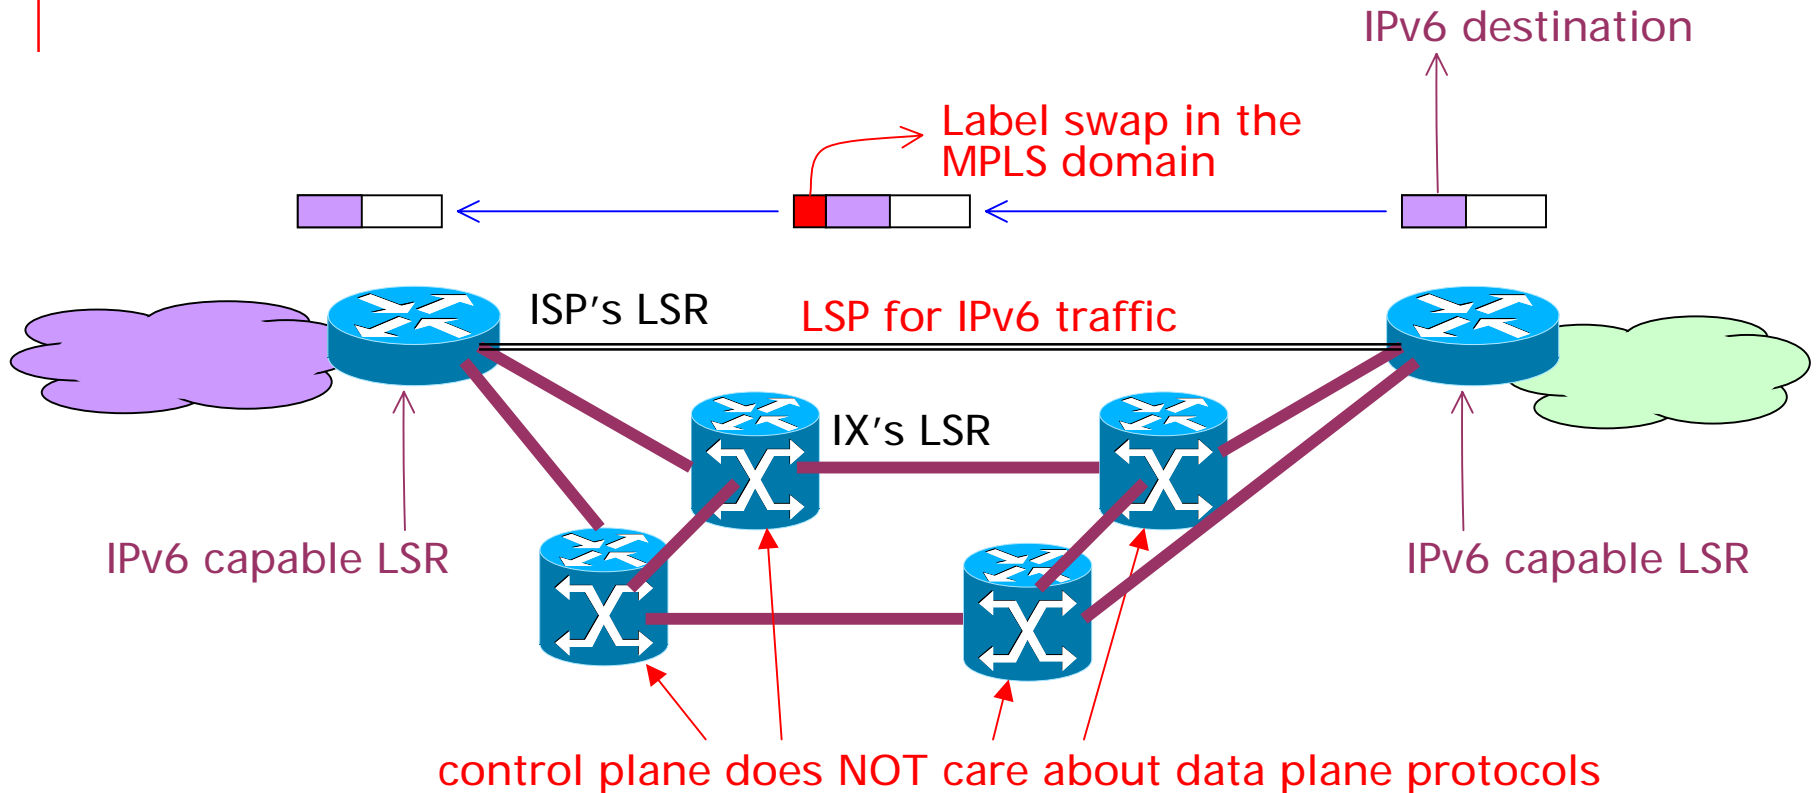 IPv6 destination
Label swap in the
MPLS domain
ISP's LSR
LSP for IPv6 traffic
IX's LSR
IPv6 capable LSR
IPv6 capable LSR
control plane does NOT care about data plane protocols